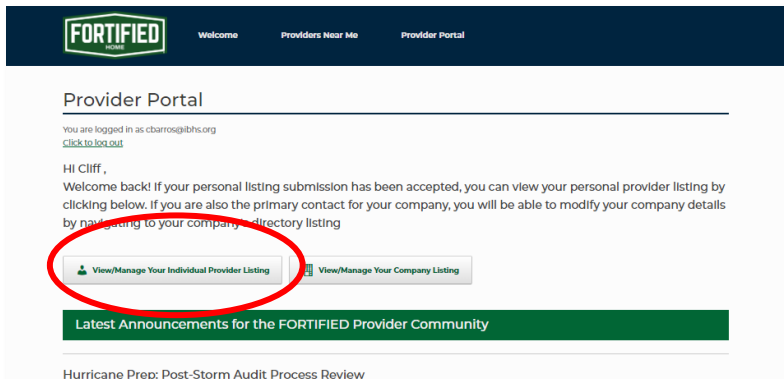 FORTIFIED
HOME
Welcome Providers Near Me Provider Portal
Provider Portal
You are logged in as cbarros@ibhs.org
Click to log out
Hi Cliff ,
Welcome back! If your personal listing submission has been accepted, you can view your personal provider listing by
clicking below. If you are also the primary contact for your company, you will be able to modify your company details
by navigating to your company's directory listing
View/Manage Your Individual Provider Listing View/Manage Your Company Listing
Latest Announcements for the FORTIFIED Provider Community
Hurricane Prep: Post-Storm Audit Process Review